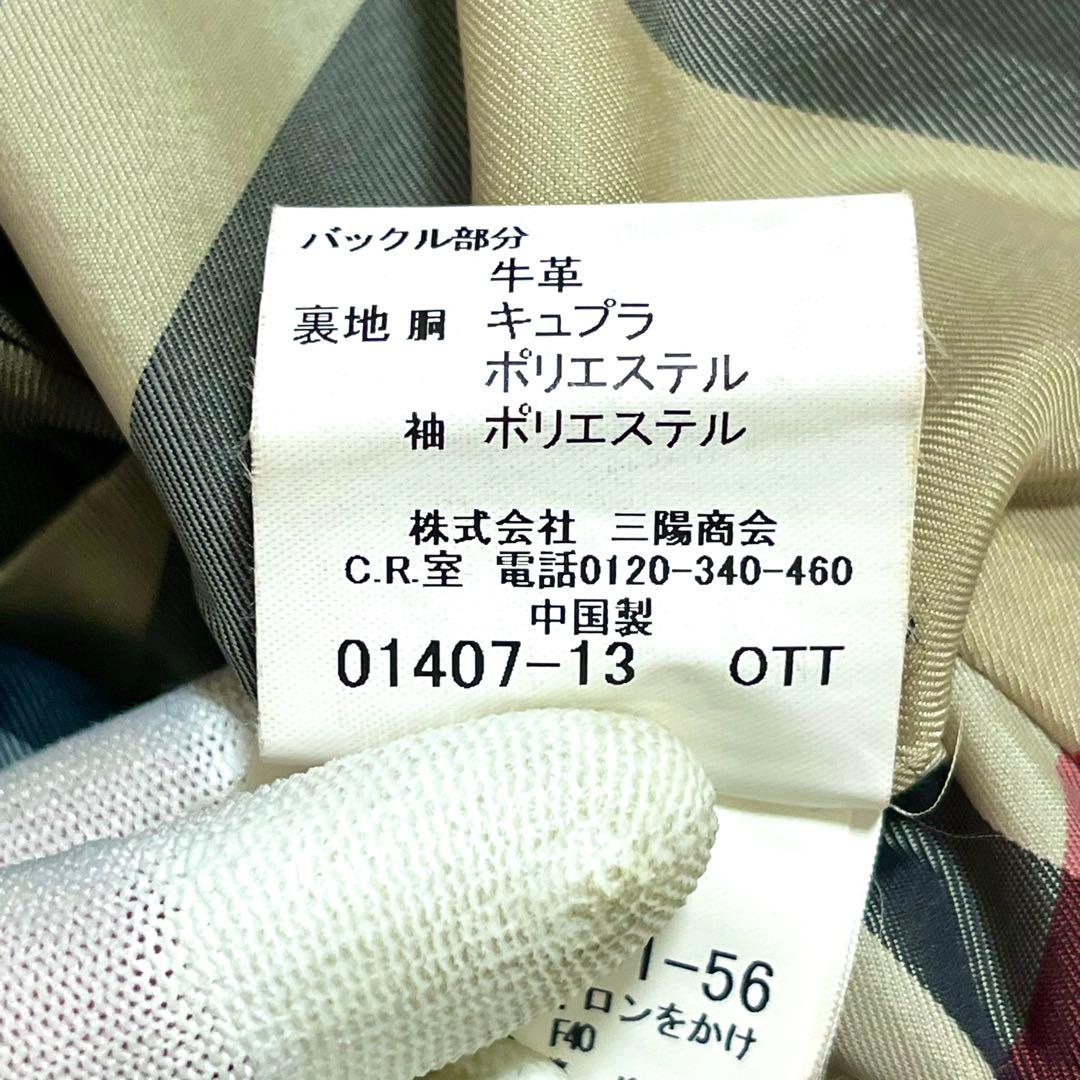 バックル部分
牛革
裏地 胴 キュプラ
ポリエステル
袖 ポリエステル
株式会社 三陽商会
C.R.室 電話0120-340-460
中国製
01407-13 OTT
1-56
ロンをかけ
F40